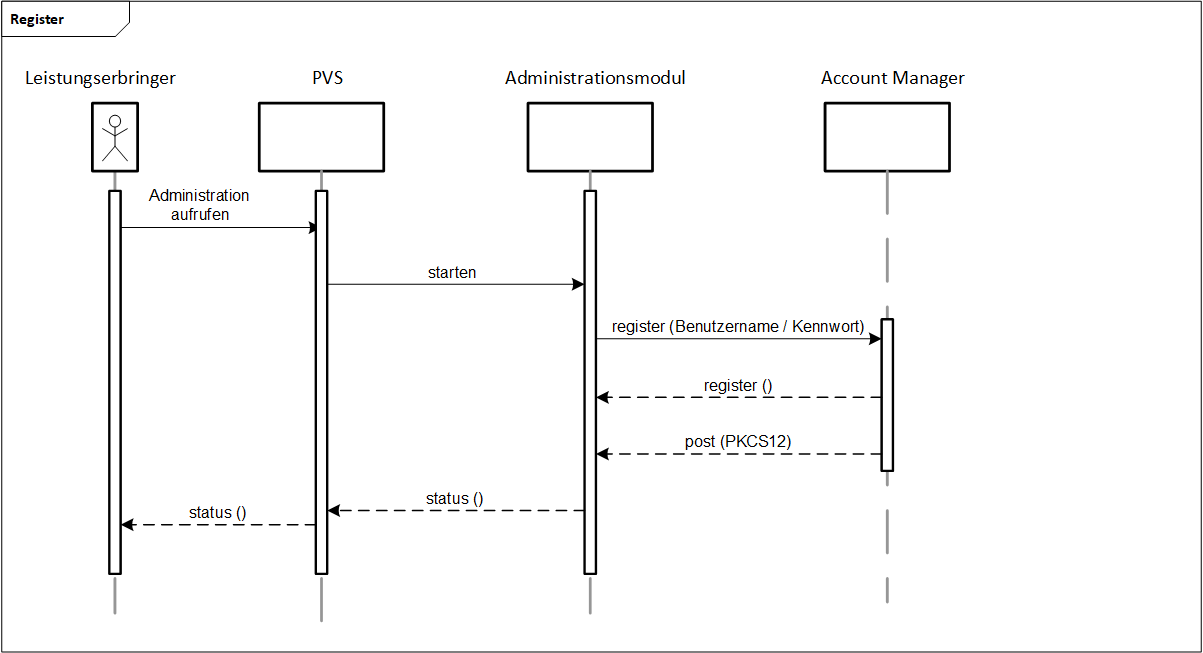 Register
Leistungserbringer
PVS
Administrationsmodul
Account Manager
Administration
aufrufen
starten
register (Benutzername / Kennwort)
register ()
post (PKCS12)
status ()
status ()